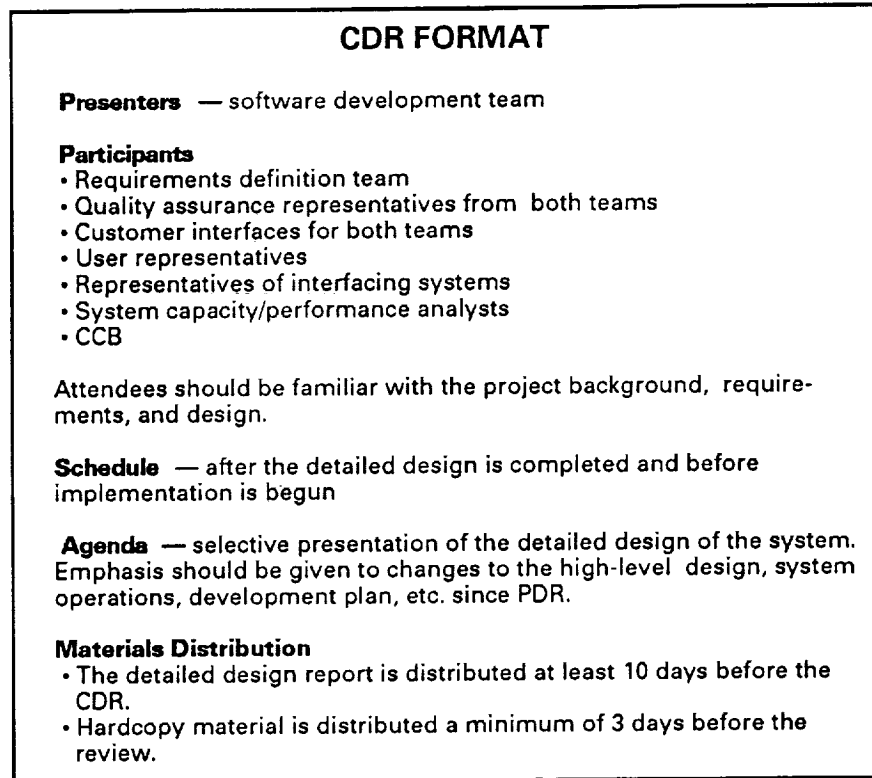 CDR FORMAT
Presenters — software development team
Participants
• Requirements definition team
• Quality assurance representatives from both teams
• Customer interfaces for both teams
• User representatives
• Representatives of interfacing systems
• System capacity/performance analysts
• CCB
Attendees should be familiar with the project background, require-
ments, and design.
Schedule — after the detailed design is completed and before
implementation is begun
Agenda — selective presentation of the detailed design of the system.
Emphasis should be given to changes to the high-level design, system
operations, development plan, etc. since PDR.
Materials Distribution
• The detailed design report is distributed at least 10 days before the
CDR.
• Hardcopy material is distributed a minimum of 3 days before the
review.